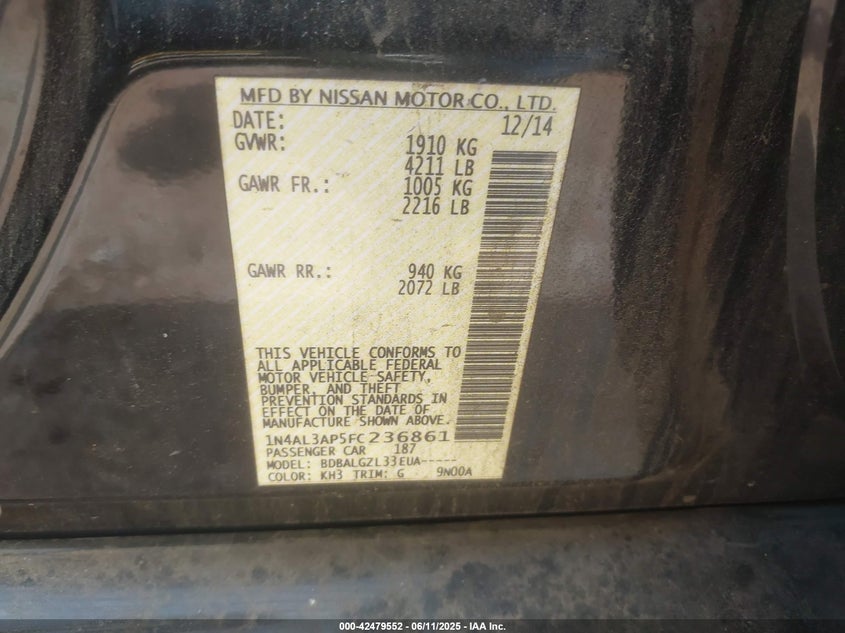 MFD BY NISSAN MOTOR CO., LTD.
DATE: 12/14
GVWR: 1910 KG
4211 LB
GAWR FR.: 1005 KG
2216 LB
GAWR RR.: 940 KG
2072 LB
THIS VEHICLE CONFORMS TO
ALL APPLICABLE FEDERAL
MOTOR VEHICLE SAFETY,
BUMPER, AND THEFT
PREVENTION STANDARDS IN
EFFECT ON THE DATE OF
MANUFACTURE SHOWN ABOVE.
1N4AL3AP5FC236861
PASSENGER CAR 187
MODEL: BDBALGZL33EUA-----
COLOR: KH3 TRIM: G 9N00A
000-42479552 - 06/11/2025 - IAA Inc.